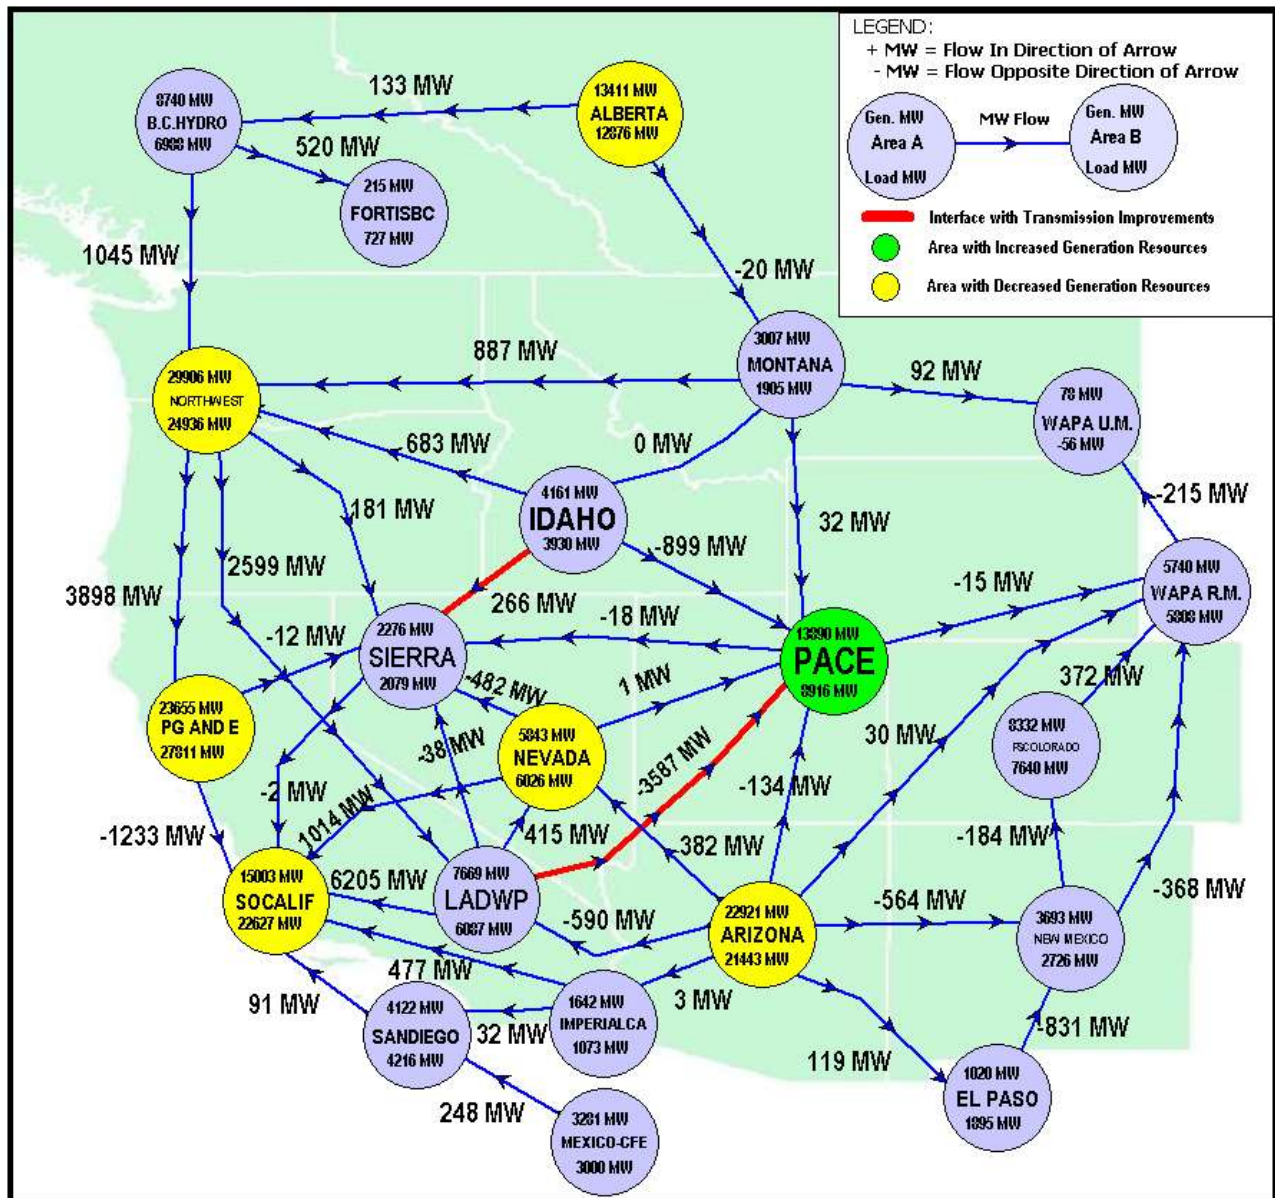 LEGEND:
+ MW = Flow In Direction of Arrow
- MW = Flow Opposite Direction of Arrow
Gen. MW
Area A
Load MW
MW Flow
Gen. MW
Area B
Load MW
Interface with Transmission Improvements
Area with Increased Generation Resources
Area with Decreased Generation Resources
8740 MW
B.C.HYDRO
6988 MW
133 MW
13411 MW
ALBERTA
12876 MW
520 MW
215 MW
FORTISBC
727 MW
1045 MW
-20 MW
29906 MW
NORTHWEST
24936 MW
887 MW
3007 MW
MONTANA
1905 MW
92 MW
78 MW
WAPA U.M.
-56 MW
683 MW
0 MW
181 MW
4161 MW
IDAHO
3930 MW
-899 MW
32 MW
-215 MW
2599 MW
3898 MW
266 MW
-12 MW
-18 MW
-15 MW
5740 MW
WAPA R.M.
5808 MW
2276 MW
SIERRA
2079 MW
13890 MW
PACE
8916 MW
-482 MW
1 MW
372 MW
23655 MW
PG AND E
27811 MW
-38 MW
5843 MW
NEVADA
6026 MW
-3587 MW
30 MW
8332 MW
PSCOLORADO
7640 MW
-2 MW
1014 MW
415 MW
-134 MW
-1233 MW
-382 MW
-184 MW
15003 MW
SOCALIF
22627 MW
6205 MW
7669 MW
LADWP
6087 MW
-590 MW
22921 MW
ARIZONA
21443 MW
-564 MW
3693 MW
NEW MEXICO
2726 MW
-368 MW
477 MW
91 MW
4122 MW
SANDIEGO
4216 MW
32 MW
1642 MW
IMPERIALCA
1073 MW
3 MW
119 MW
-831 MW
1020 MW
EL PASO
1895 MW
248 MW
3281 MW
MEXICO-CFE
3000 MW